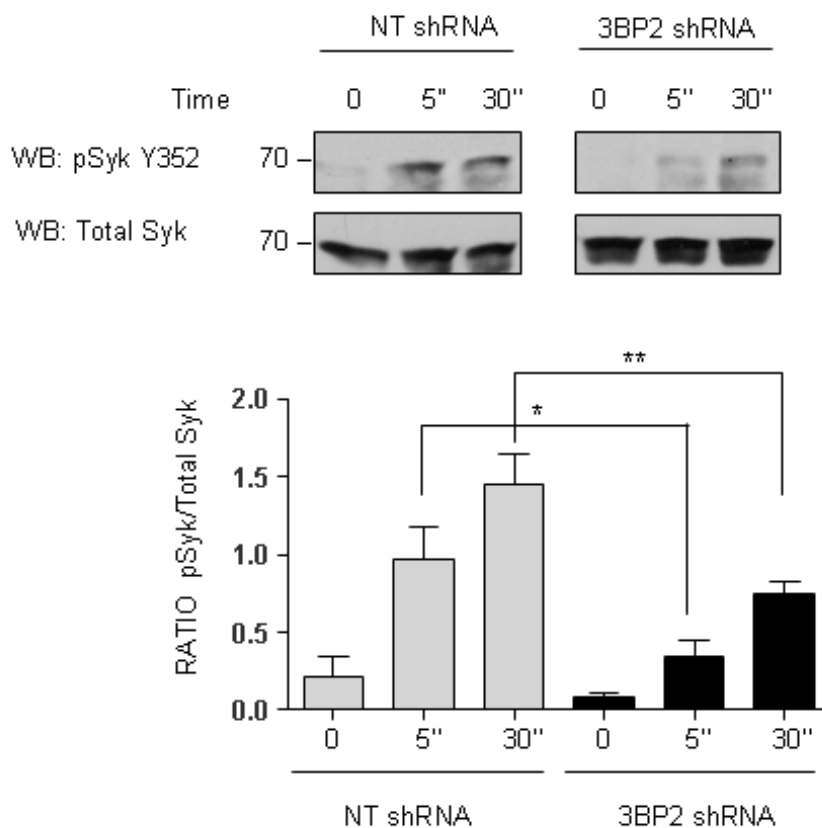 NT shRNA 3BP2 shRNA
Time 0 5" 30" 0 5" 30"
WB: pSyk Y352 70
WB: Total Syk 70
**
*
RATIO pSyk/Total Syk
2.0
1.5
1.0
0.5
0.0
0 5" 30" 0 5" 30"
NT shRNA 3BP2 shRNA